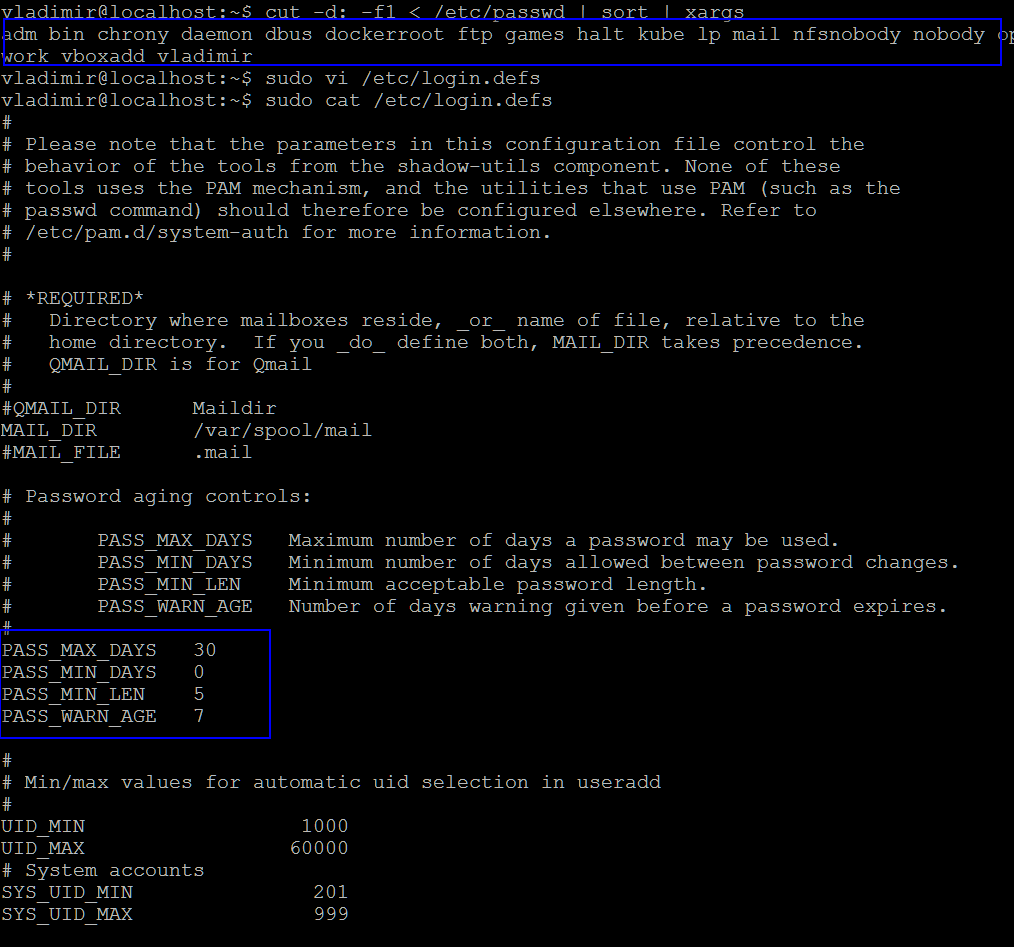 vladimir@localhost:~$ cut -d: -f1 < /etc/passwd | sort | xargs
adm bin chrony daemon dbus dockerroot ftp games halt kube lp mail nfsnobody nobody op
work vboxadd vladimir
vladimir@localhost:~$ sudo vi /etc/login.defs
vladimir@localhost:~$ sudo cat /etc/login.defs
#
# Please note that the parameters in this configuration file control the
# behavior of the tools from the shadow-utils component. None of these
# tools uses the PAM mechanism, and the utilities that use PAM (such as the
# passwd command) should therefore be configured elsewhere. Refer to
# /etc/pam.d/system-auth for more information.
#
# *REQUIRED*
#   Directory where mailboxes reside, _or_ name of file, relative to the
#   home directory.  If you _do_ define both, MAIL_DIR takes precedence.
#   QMAIL_DIR is for Qmail
#
#QMAIL_DIR      Maildir
MAIL_DIR        /var/spool/mail
#MAIL_FILE      .mail
# Password aging controls:
#
#       PASS_MAX_DAYS   Maximum number of days a password may be used.
#       PASS_MIN_DAYS   Minimum number of days allowed between password changes.
#       PASS_MIN_LEN    Minimum acceptable password length.
#       PASS_WARN_AGE   Number of days warning given before a password expires.
#
PASS_MAX_DAYS   30
PASS_MIN_DAYS   0
PASS_MIN_LEN    5
PASS_WARN_AGE   7
#
# Min/max values for automatic uid selection in useradd
#
UID_MIN                  1000
UID_MAX                 60000
# System accounts
SYS_UID_MIN               201
SYS_UID_MAX               999